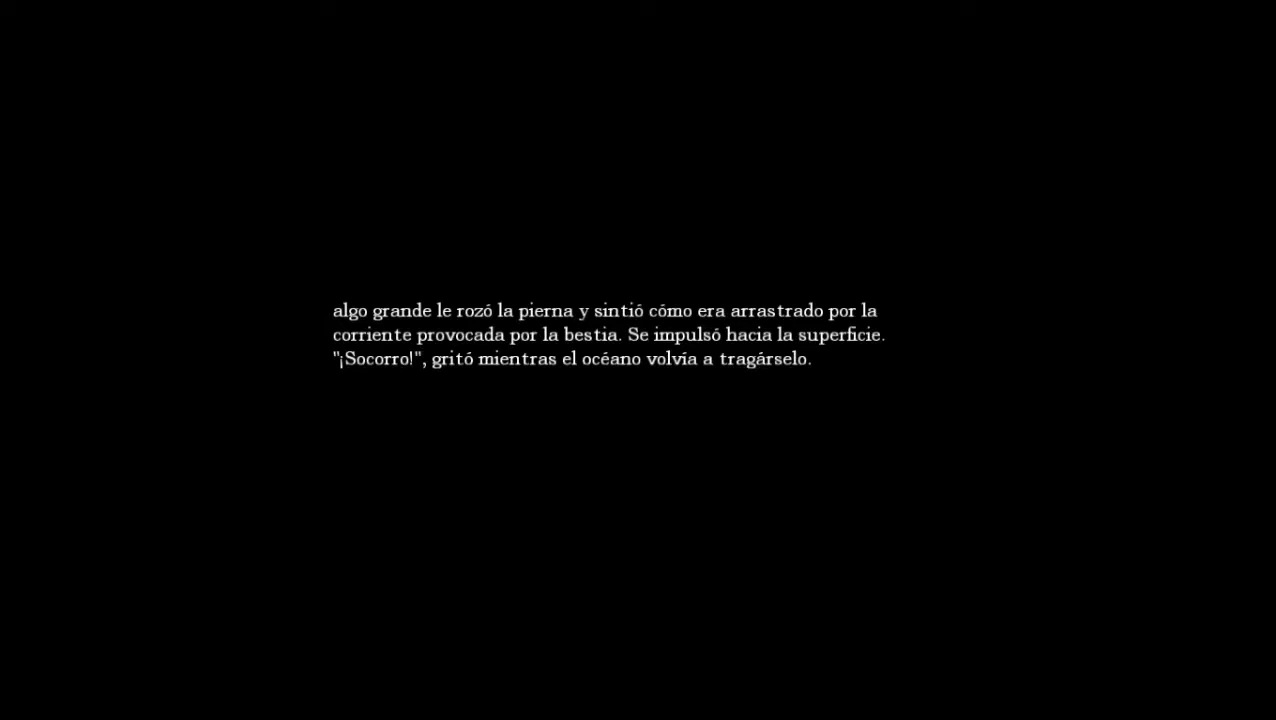 algo grande le rozó la pierna y sintió cómo era arrastrado por la
corriente provocada por la bestia. Se impulsó hacia la superficie.
"¡Socorro!", gritó mientras el océano volvía a tragárselo.